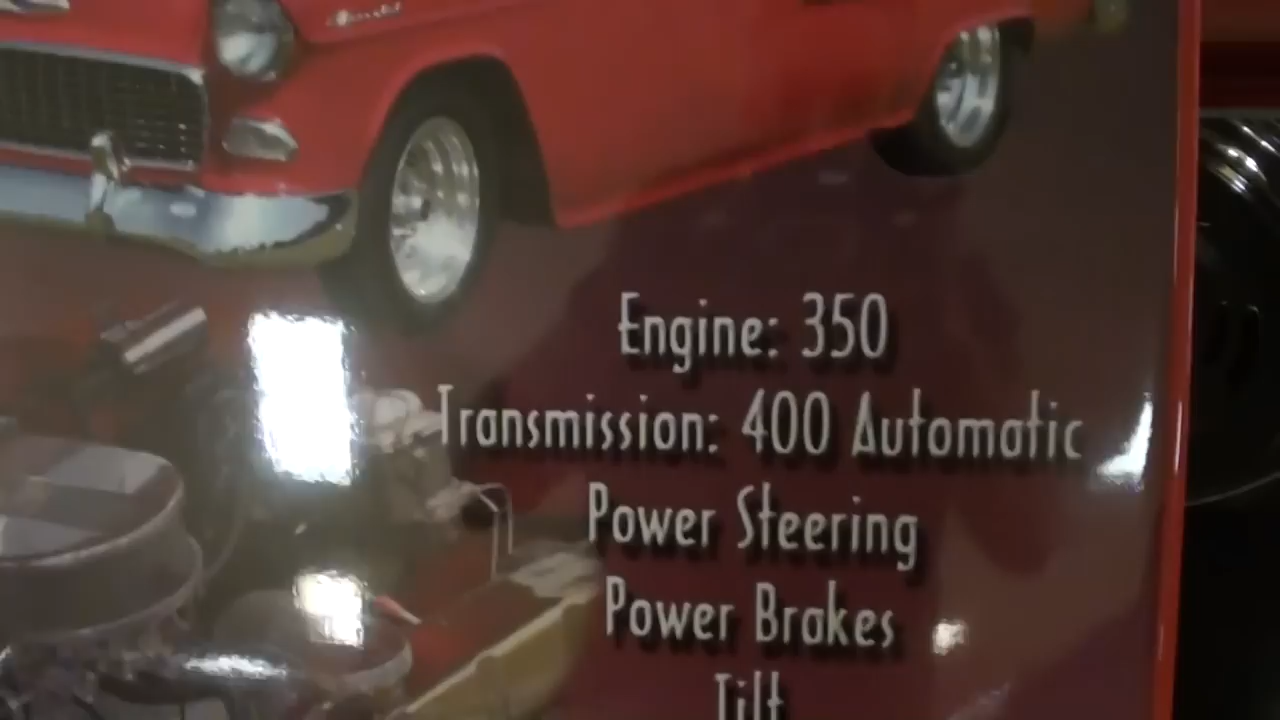 Engine: 350
Transmission: 400 Automatic
Power Steering
Power Brakes
Tilt